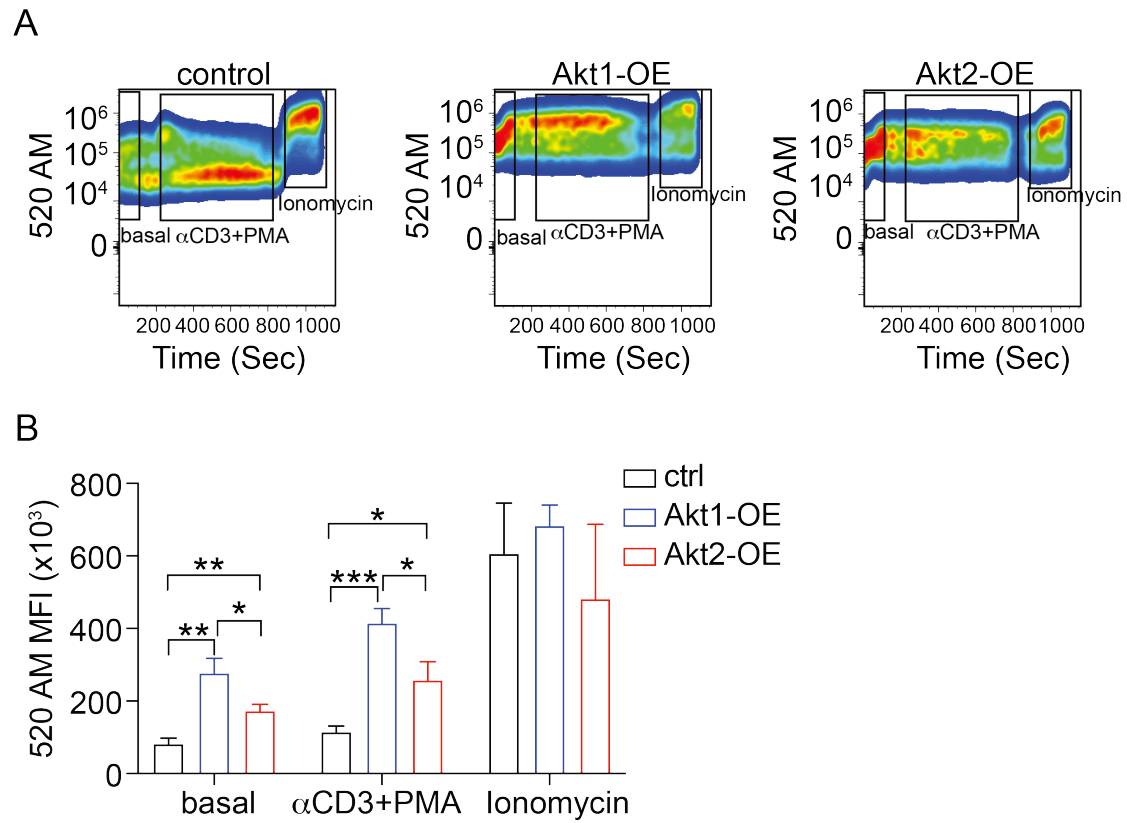 A
control
Akt1-OE
Akt2-OE
520 AM
10⁶
10⁵
10⁴
0
basal
αCD3+PMA
Ionomycin
200 400 600 800 1000
Time (Sec)
520 AM
10⁶
10⁵
10⁴
0
basal
αCD3+PMA
Ionomycin
200 400 600 800 1000
Time (Sec)
520 AM
10⁶
10⁵
10⁴
0
basal
αCD3+PMA
Ionomycin
200 400 600 800 1000
Time (Sec)
B
520 AM MFI (x10³)
800
600
400
200
0
**
**
*
*
***
*
ctrl
Akt1-OE
Akt2-OE
basal
αCD3+PMA
Ionomycin